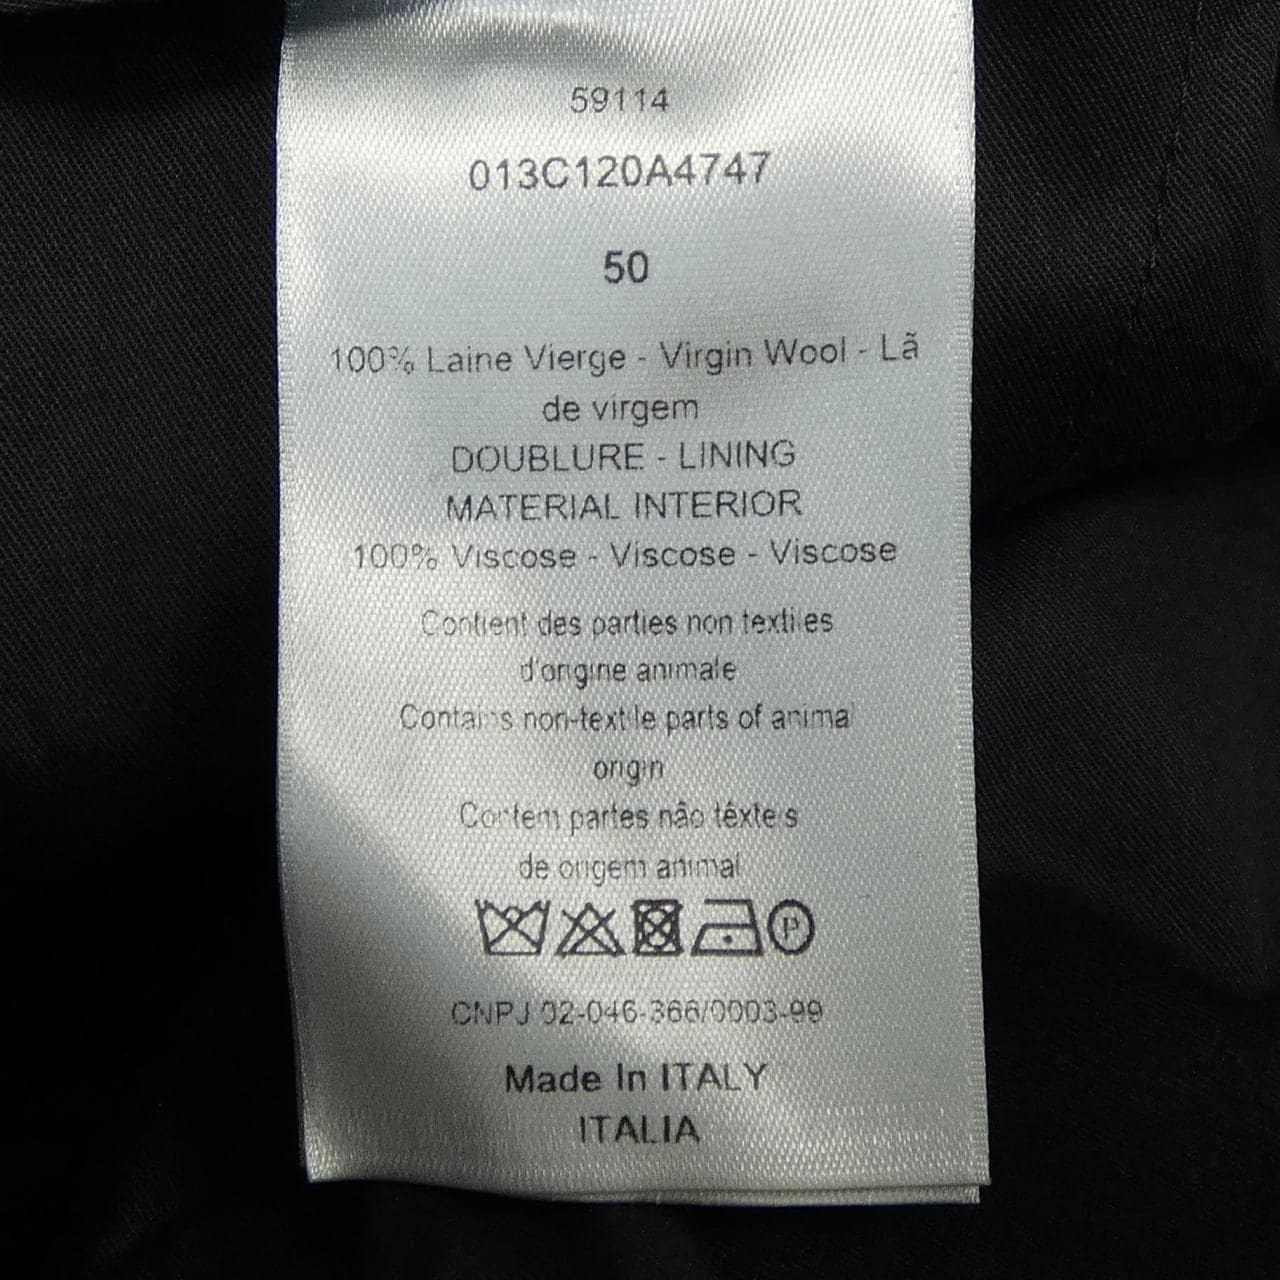 59114
013C120A4747
50
100% Laine Vierge - Virgin Wool - Lã
de virgem
DOUBLURE - LINING
MATERIAL INTERIOR
100% Viscose - Viscose - Viscose
Contient des parties non textiles
d'origine animale
Contains non-textile parts of animal
origin
Contem partes não têxteis
de origem animal
P
CNPJ 02-046-366/0003-99
Made In ITALY
ITALIA